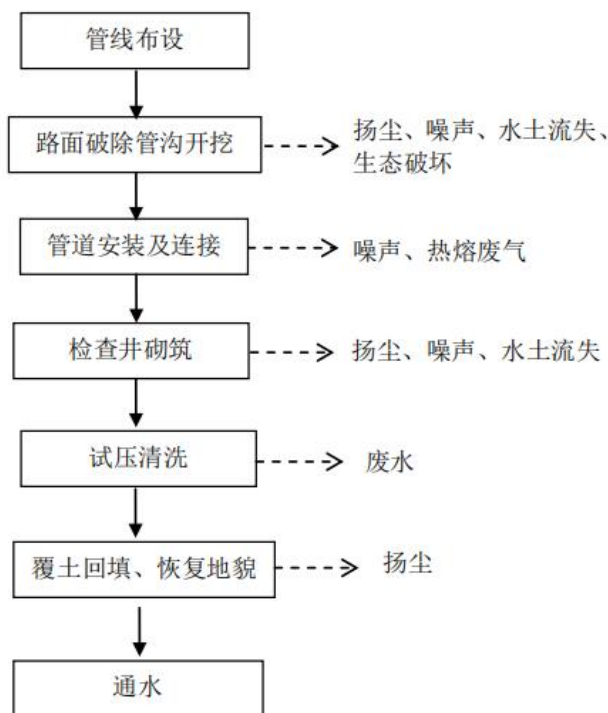 管线布设
路面破除管沟开挖
扬尘、噪声、水土流失、
生态破坏
管道安装及连接
噪声、热熔废气
检查井砌筑
扬尘、噪声、水土流失
试压清洗
废水
覆土回填、恢复地貌
扬尘
通水